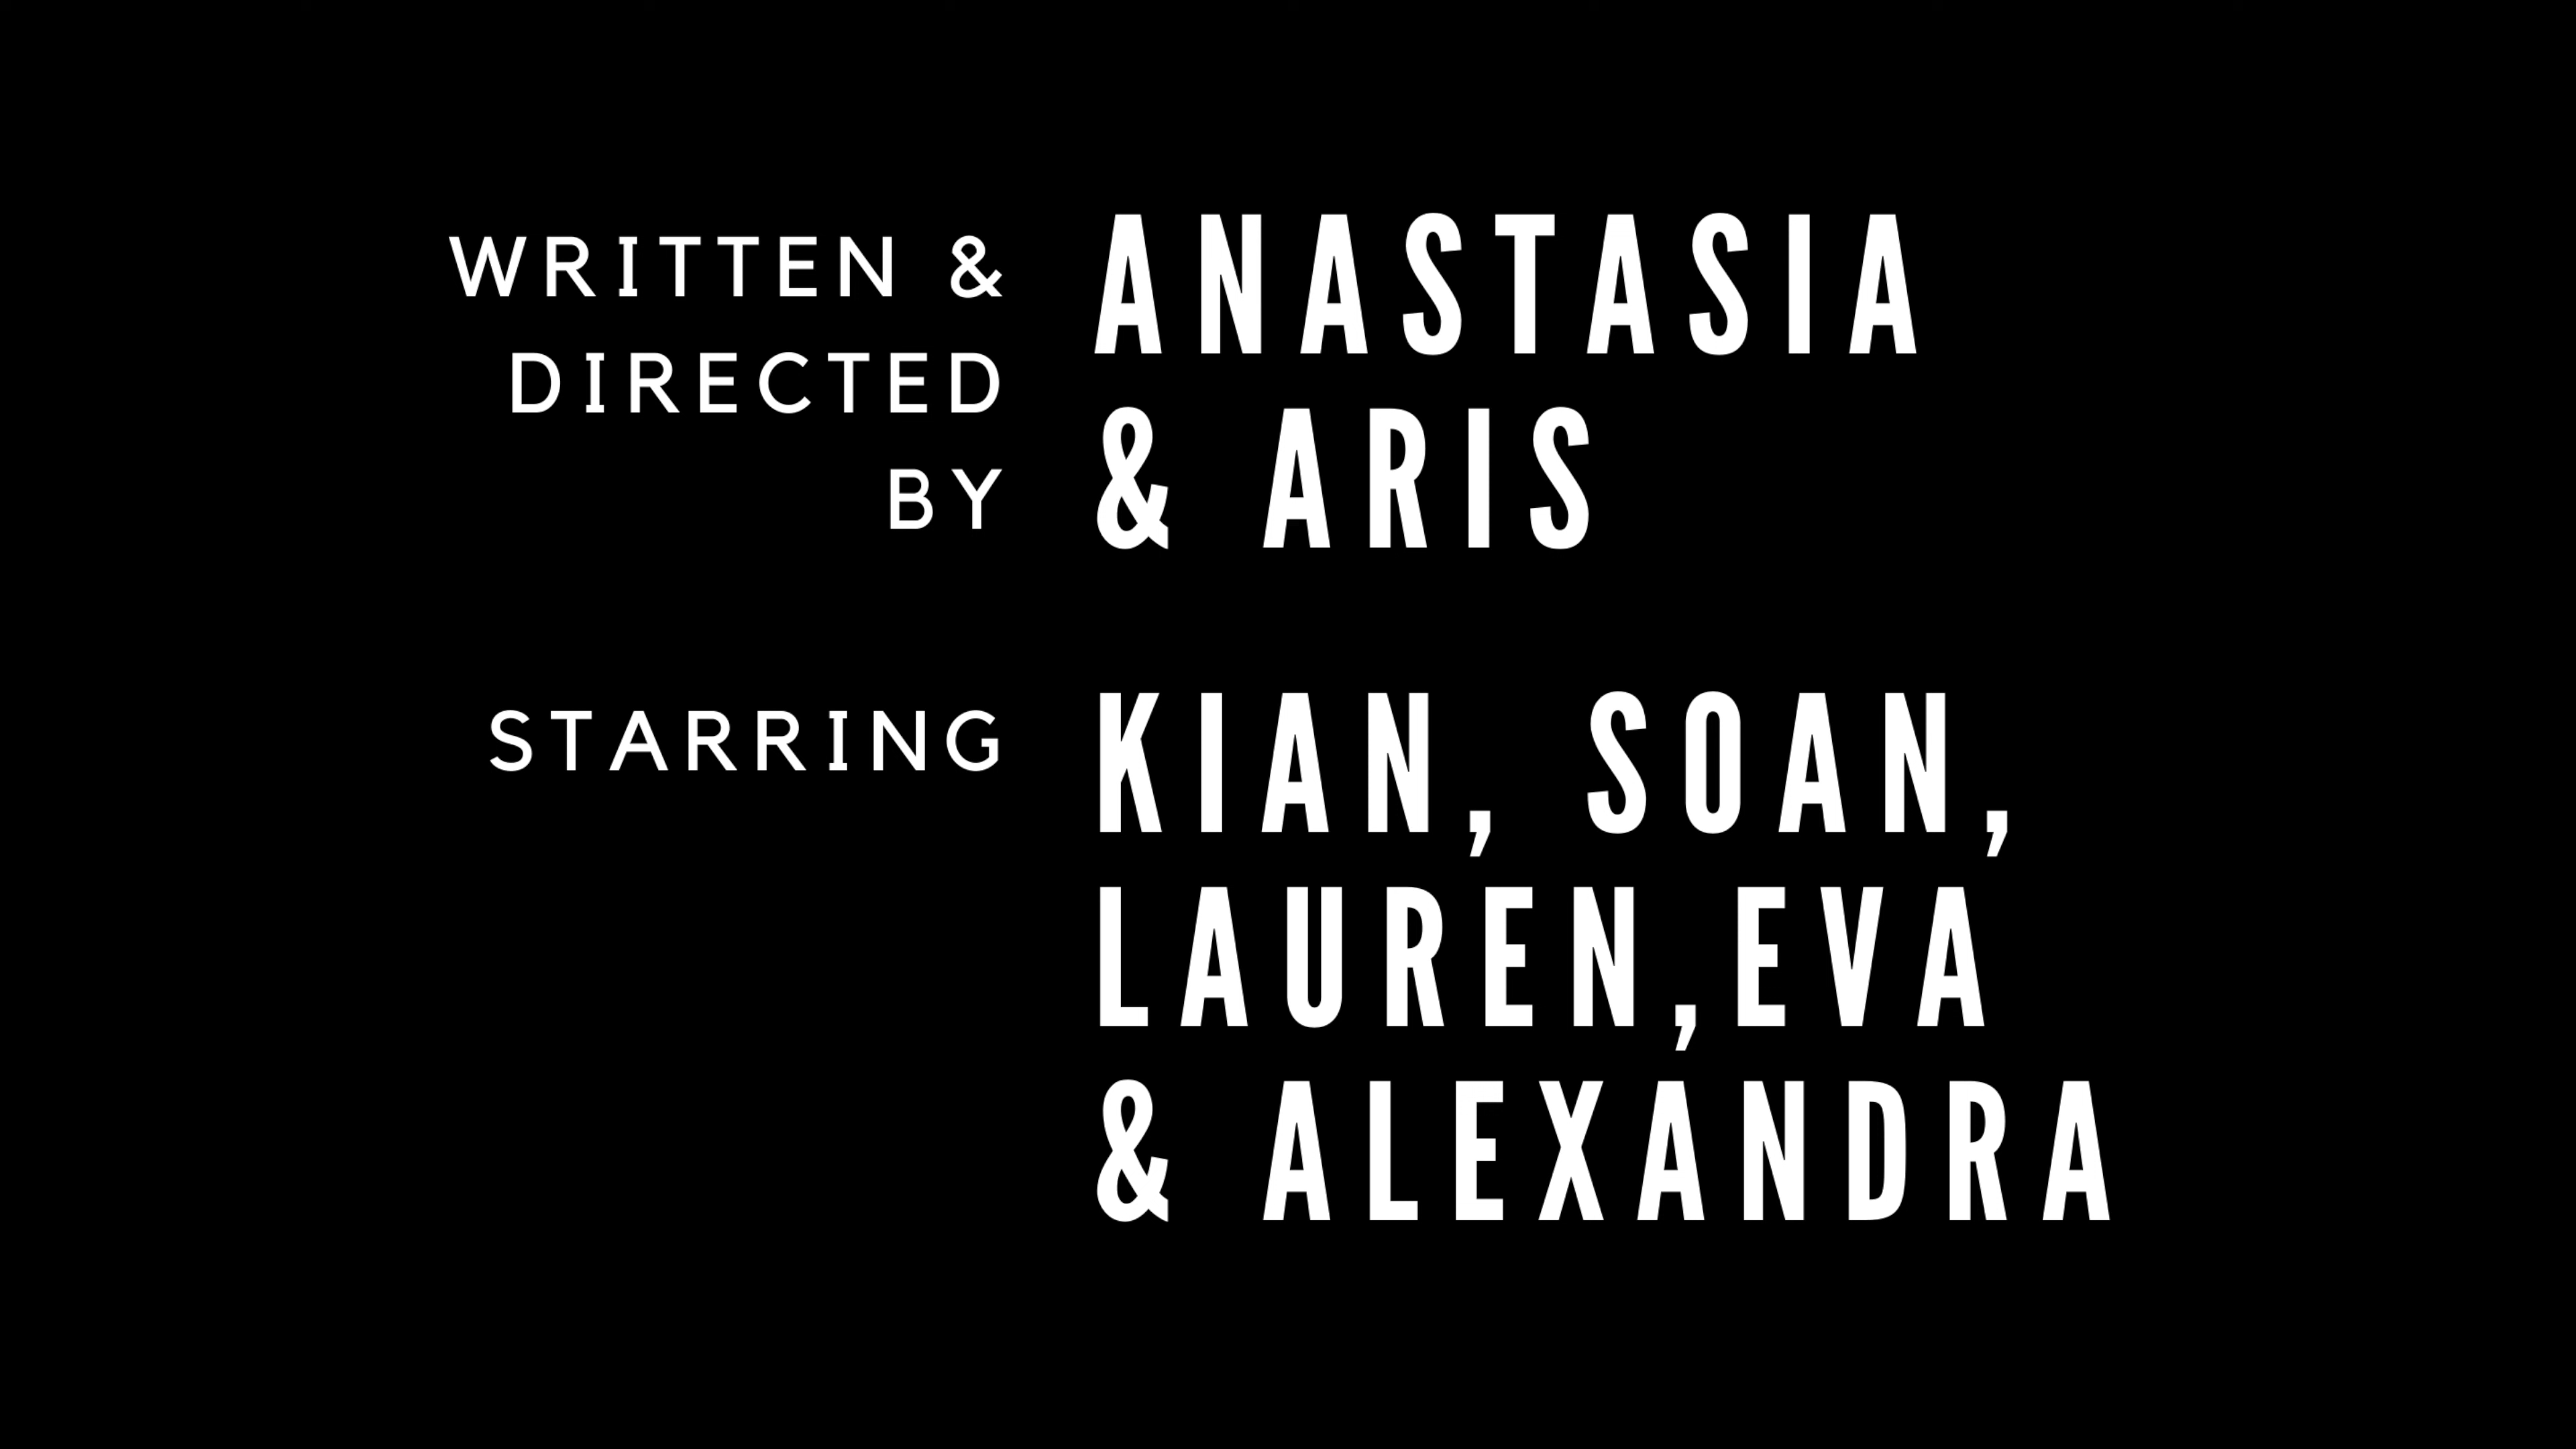 WRITTEN &
DIRECTED
BY
ANASTASIA
& ARIS
STARRING
KIAN, SOAN,
LAUREN,EVA
& ALEXANDRA